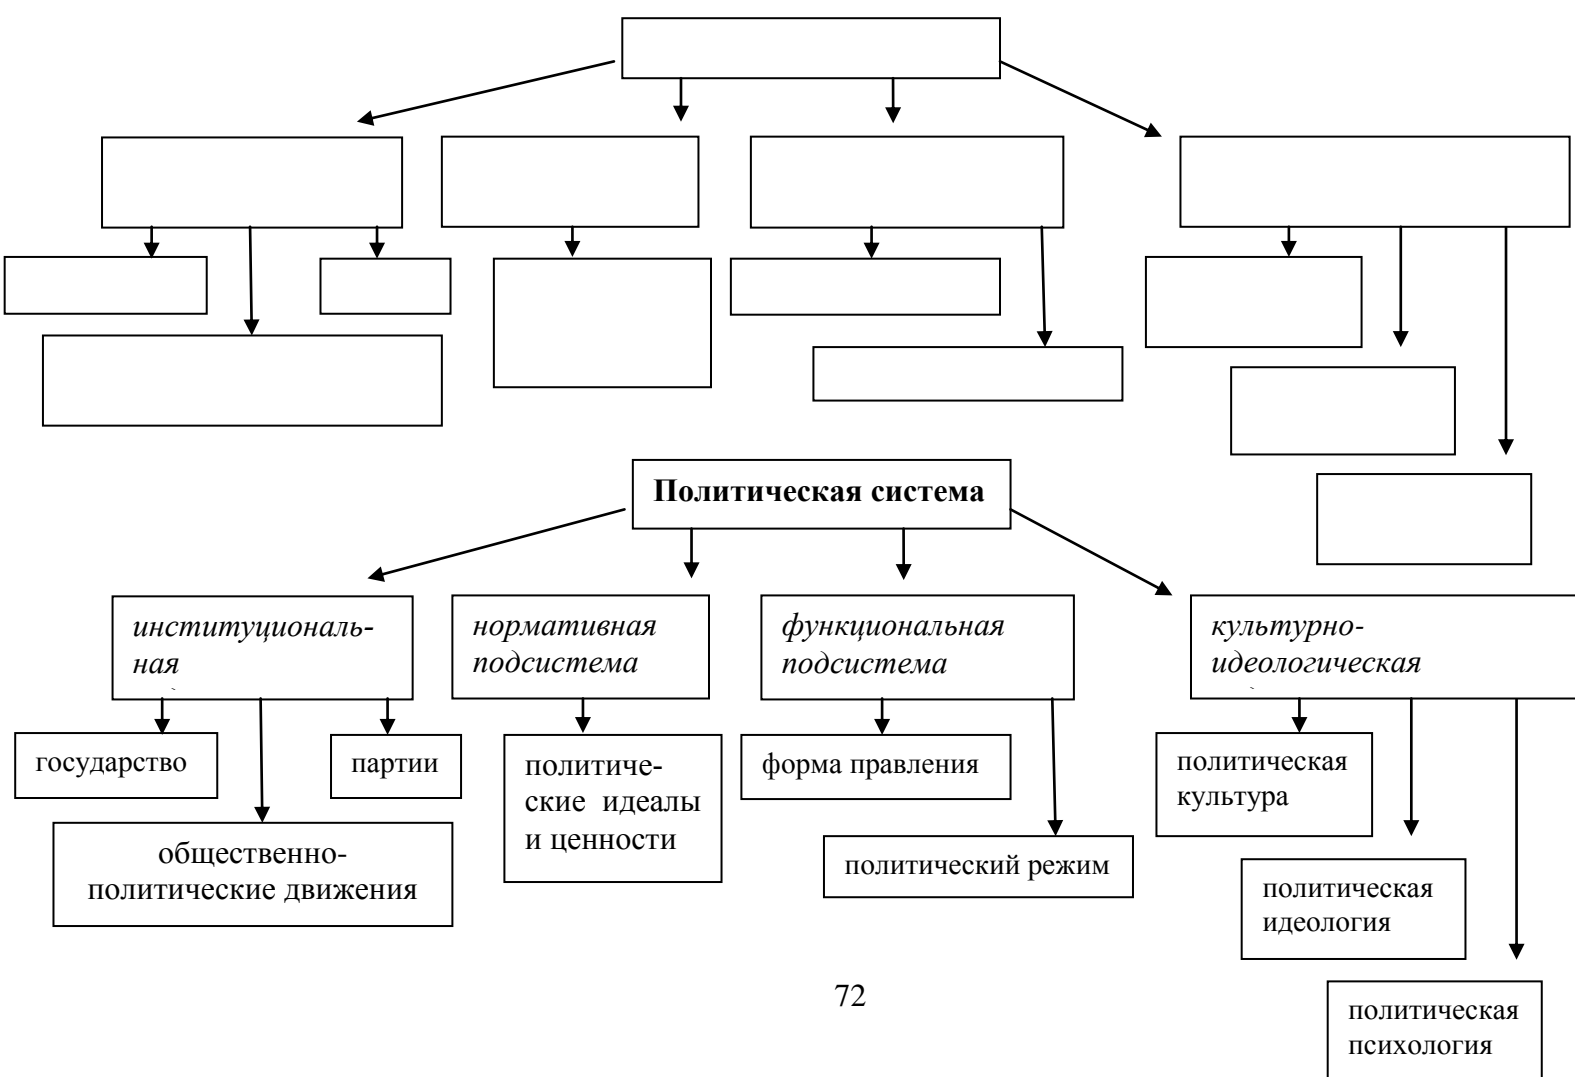 Политическая система
институциональ-
ная
нормативная
подсистема
функциональная
подсистема
культурно-
идеологическая
государство
партии
политиче-
ские идеалы
и ценности
форма правления
политическая
культура
общественно-
политические движения
политический режим
политическая
идеология
72
политическая
психология